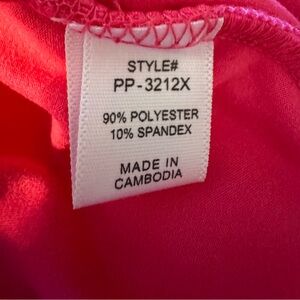 STYLE#
PP-3212X
90% POLYESTER
10% SPANDEX
MADE IN
CAMBODIA